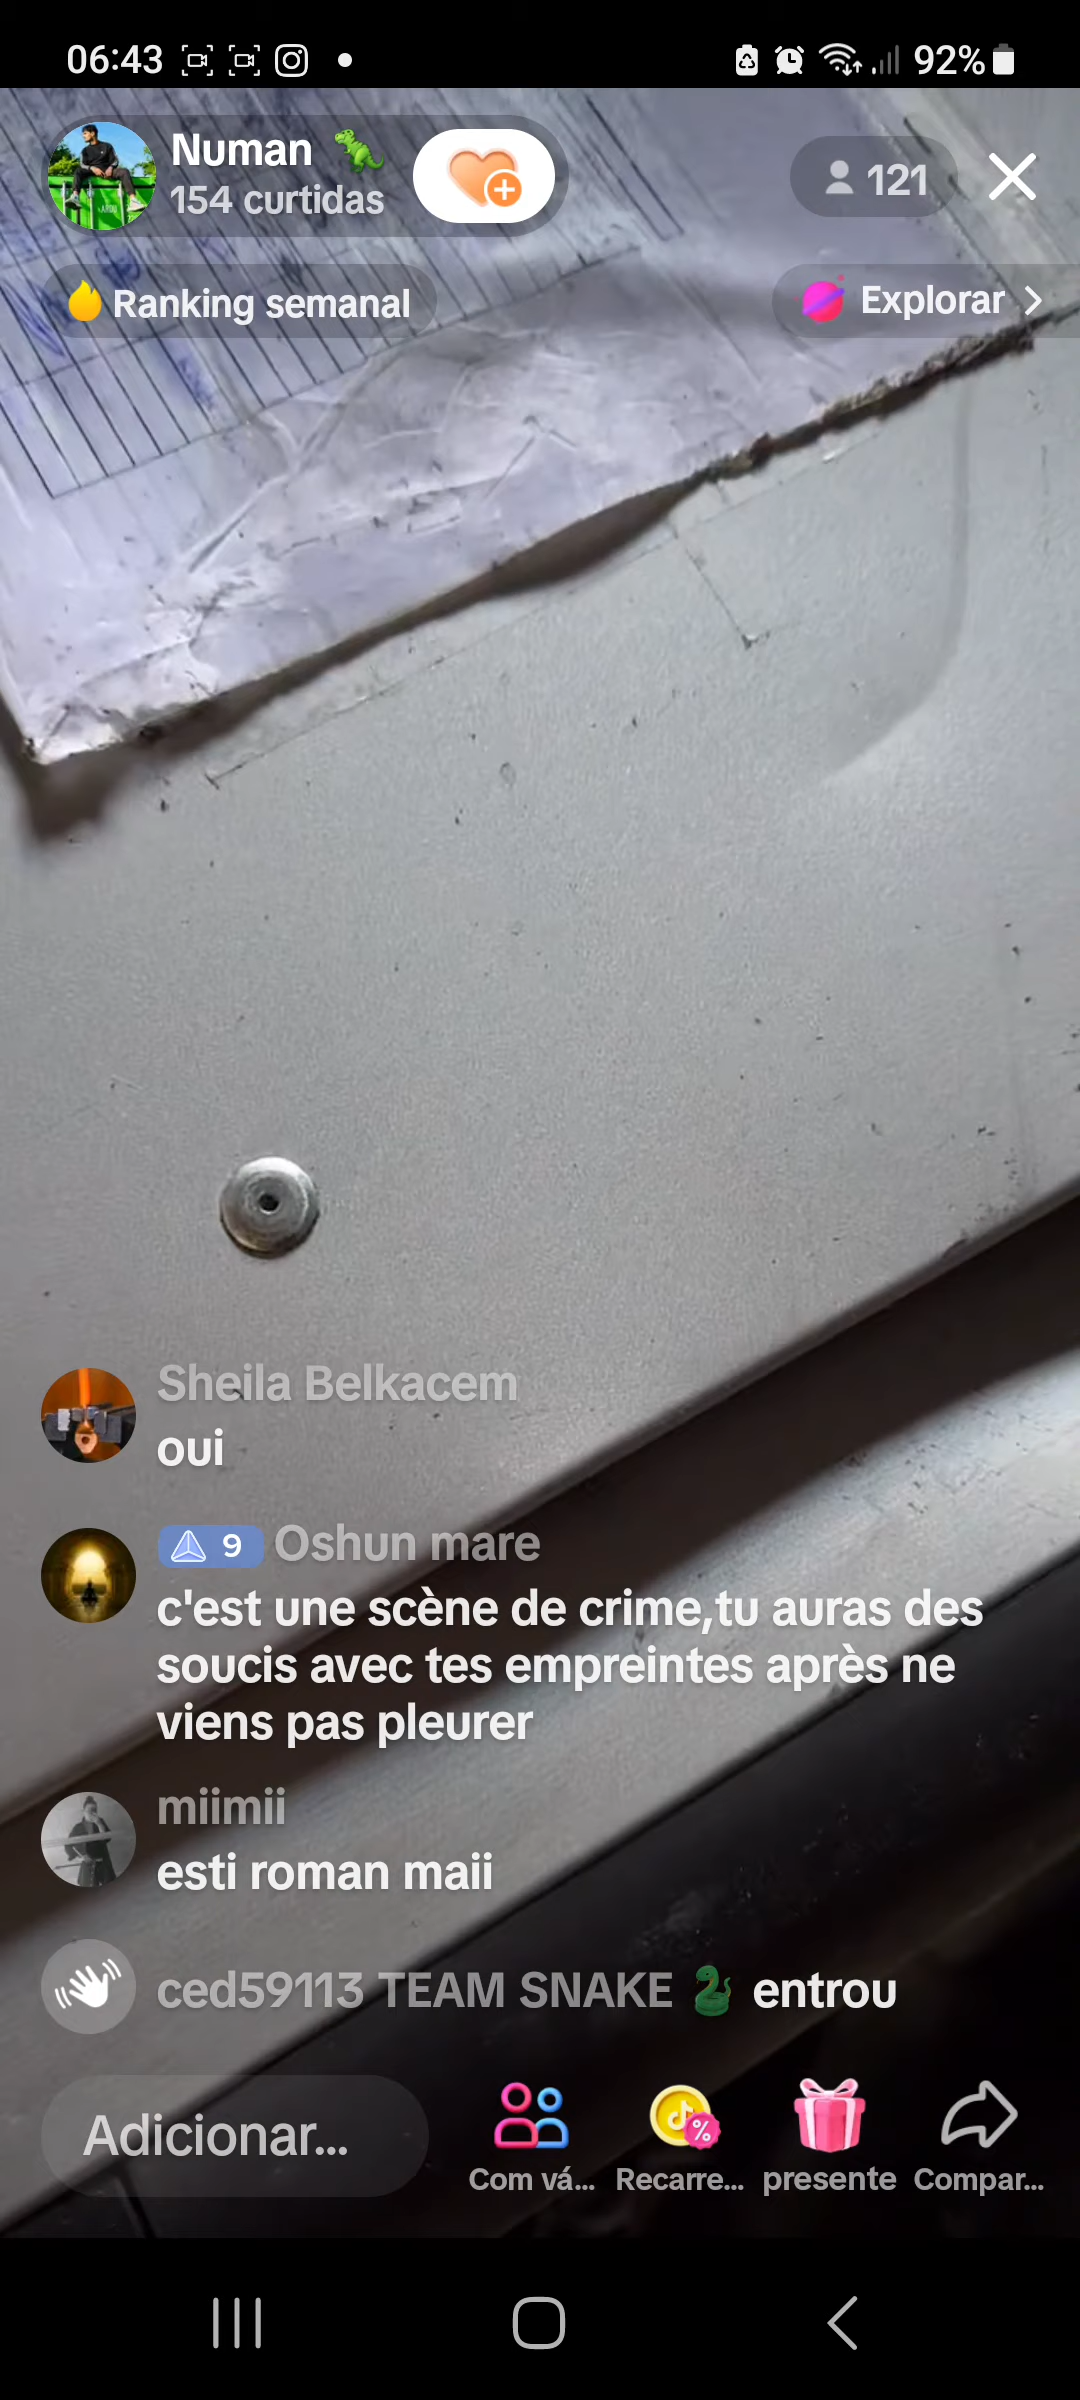 06:43
92%
Numan
154 curtidas
121
Ranking semanal
Explorar
Sheila Belkacem
oui
9 Oshun mare
c'est une scène de crime,tu auras des
soucis avec tes empreintes après ne
viens pas pleurer
miimii
esti roman maii
ced59113 TEAM SNAKE entrou
Adicionar...
Com vá... Recarre... presente Compar...